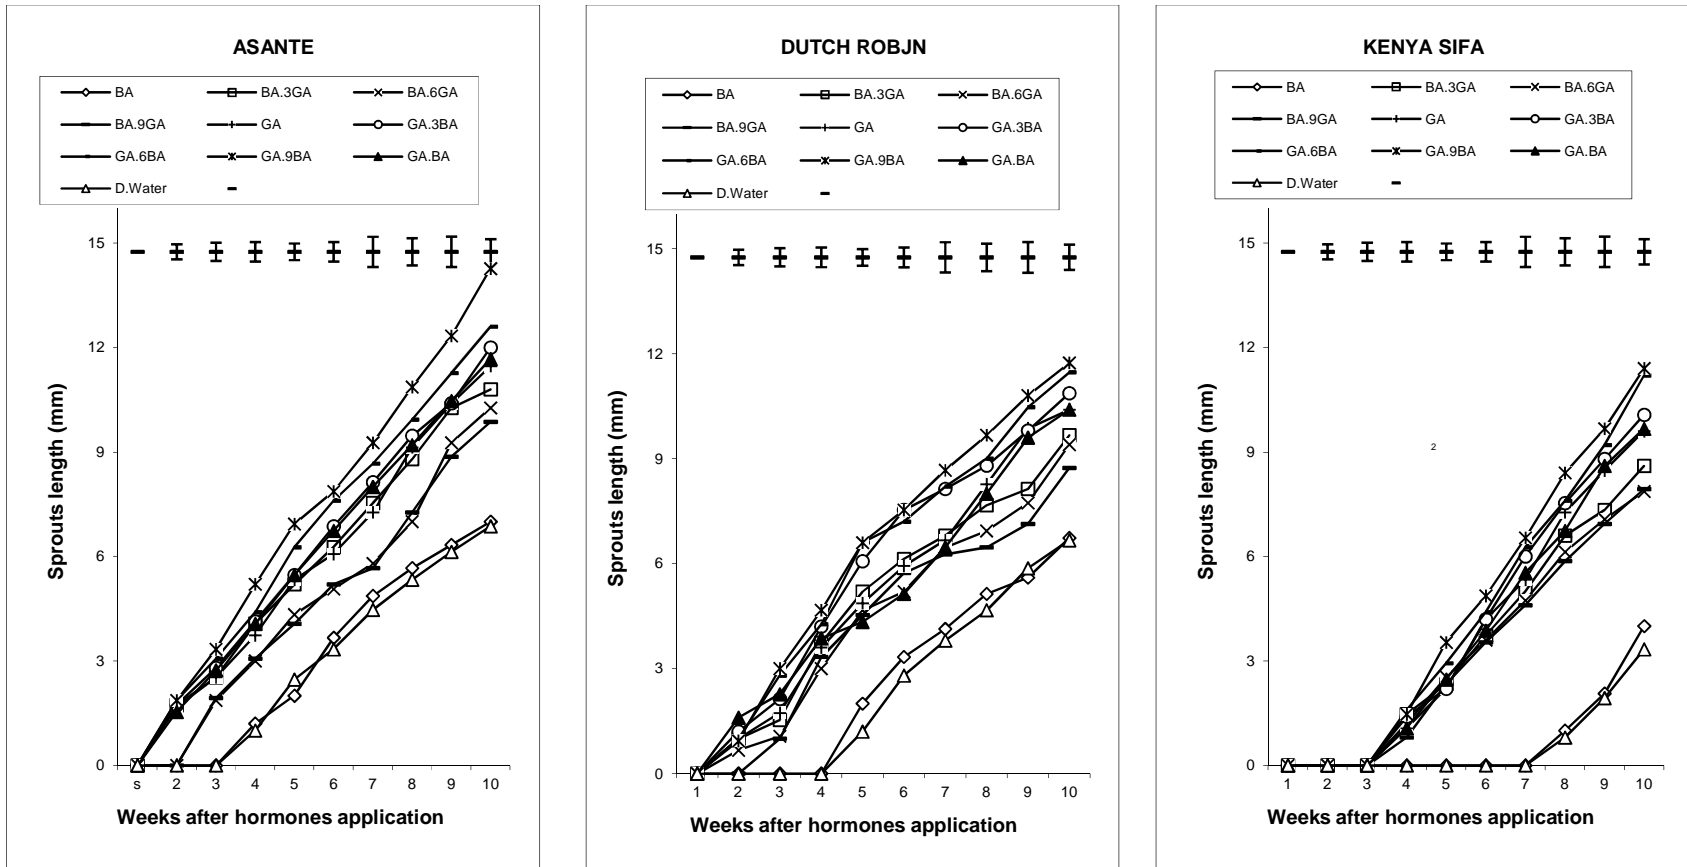 ASANTE
BA BA.3GA BA.6GA
BA.9GA GA GA.3BA
GA.6BA GA.9BA GA.BA
D.Water
15
12
9
6
3
0
Sprouts length (mm)
s 2 3 4 5 6 7 8 9 10
Weeks after hormones application
DUTCH ROBJN
BA BA.3GA BA.6GA
BA.9GA GA GA.3BA
GA.6BA GA.9BA GA.BA
D.Water
15
12
9
6
3
0
Sprouts length (mm)
1 2 3 4 5 6 7 8 9 10
Weeks after hormones application
KENYA SIFA
BA BA.3GA BA.6GA
BA.9GA GA GA.3BA
GA.6BA GA.9BA GA.BA
D.Water
15
12
9
6
3
0
Sprouts length (mm)
2
1 2 3 4 5 6 7 8 9 10
Weeks after hormones application